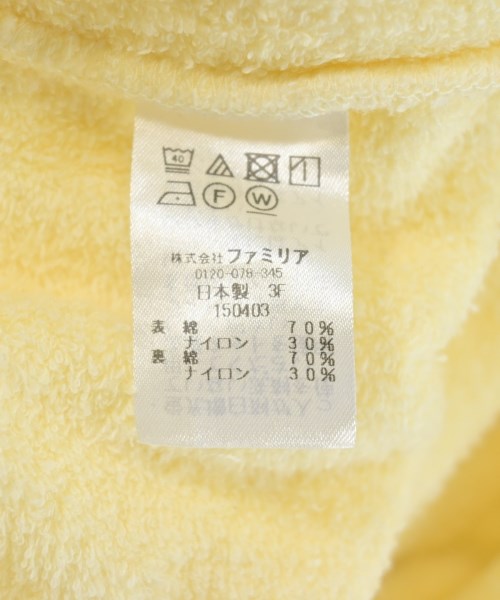 40
F
W
株式会社 ファミリア
0120-078-345
日本製 3F
150403
表 綿 70%
ナイロン 30%
裏 綿 70%
ナイロン 30%